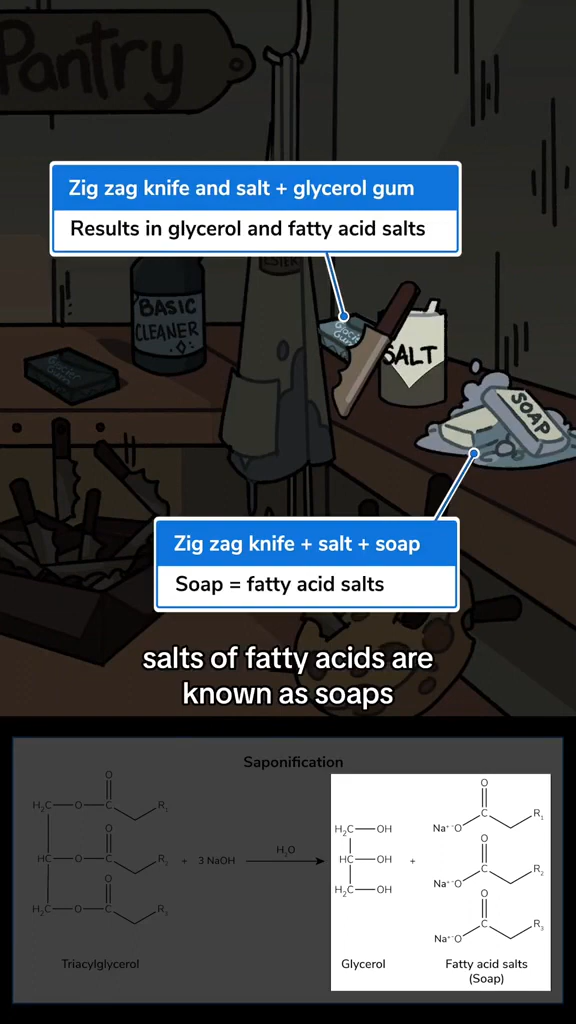 Pantry
Zig zag knife and salt + glycerol gum
Results in glycerol and fatty acid salts
BASIC
CLEANER
SALT
SOAP
Zig zag knife + salt + soap
Soap = fatty acid salts
salts of fatty acids are
known as soaps
Saponification
O
H₂C—O—C R₁
O
HC—O—C R₂ + 3 NaOH H₂O
O
H₂C—O—C R₃
Triacylglycerol
H₂C—OH
HC—OH +
H₂C—OH
Glycerol
O
Na⁺⁻O C R₁
O
Na⁺⁻O C R₂
O
Na⁺⁻O C R₃
Fatty acid salts
(Soap)